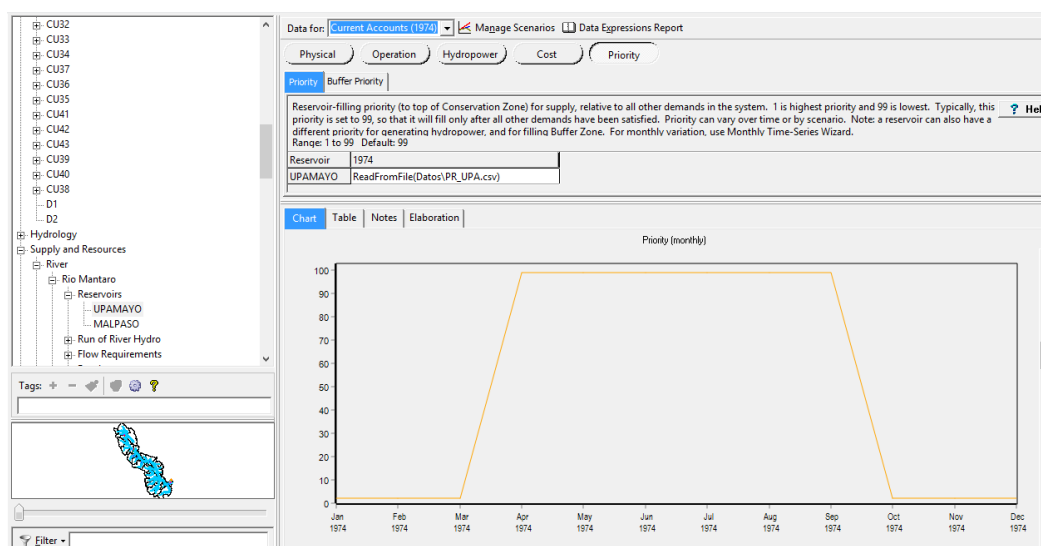 CU32
CU33
CU34
CU37
CU36
CU35
CU41
CU42
CU43
CU39
CU40
CU38
D1
D2
Hydrology
Supply and Resources
River
Rio Mantaro
Reservoirs
UPAMAYO
MALPASO
Run of River Hydro
Flow Requirements
Tags:
Filter
Data for: Current Accounts (1974) Manage Scenarios Data Expressions Report
Physical Operation Hydropower Cost Priority
Priority Buffer Priority
Reservoir-filling priority (to top of Conservation Zone) for supply, relative to all other demands in the system. 1 is highest priority and 99 is lowest. Typically, this
priority is set to 99, so that it will fill only after all other demands have been satisfied. Priority can vary over time or by scenario. Note: a reservoir can also have a
different priority for generating hydropower, and for filling Buffer Zone. For monthly variation, use Monthly Time-Series Wizard.
Range: 1 to 99 Default: 99
? Hel
Reservoir 1974
UPAMAYO ReadFromFile(Datos\PR_UPA.csv)
Chart Table Notes Elaboration
Priority (monthly)
100
90
80
70
60
50
40
30
20
10
0
Jan Feb Mar Apr May Jun Jul Aug Sep Oct Nov Dec
1974 1974 1974 1974 1974 1974 1974 1974 1974 1974 1974 1974